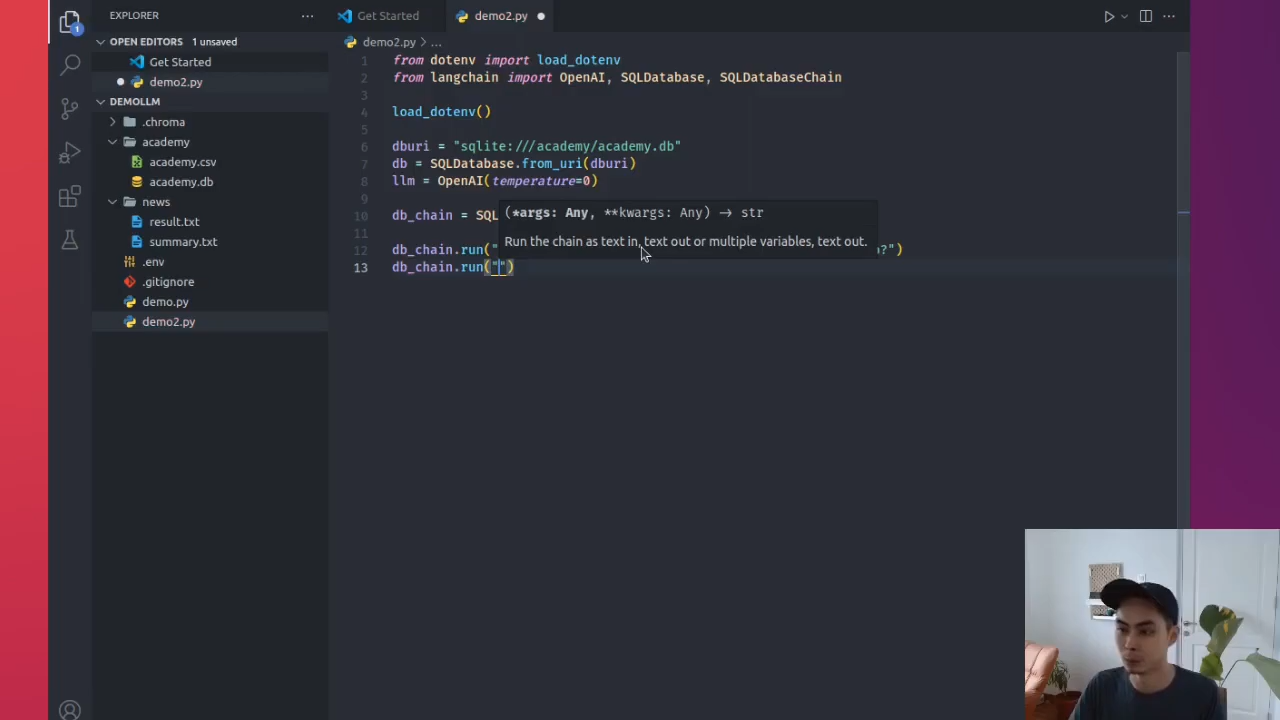 EXPLORER
Get Started
demo2.py
OPEN EDITORS 1 unsaved
Get Started
demo2.py
DEMOLLM
.chroma
academy
academy.csv
academy.db
news
result.txt
summary.txt
.env
.gitignore
demo.py
demo2.py
1
demo2.py > ...
1 from dotenv import load_dotenv
2 from langchain import OpenAI, SQLDatabase, SQLDatabaseChain
3
4 load_dotenv()
5
6 dburi = "sqlite:///academy/academy.db"
7 db = SQLDatabase.from_uri(dburi)
8 llm = OpenAI(temperature=0)
9
10 db_chain = SQL
11
12 db_chain.run(" o?")
13 db_chain.run("")
(*args: Any, **kwargs: Any) -> str
Run the chain as text in, text out or multiple variables, text out.